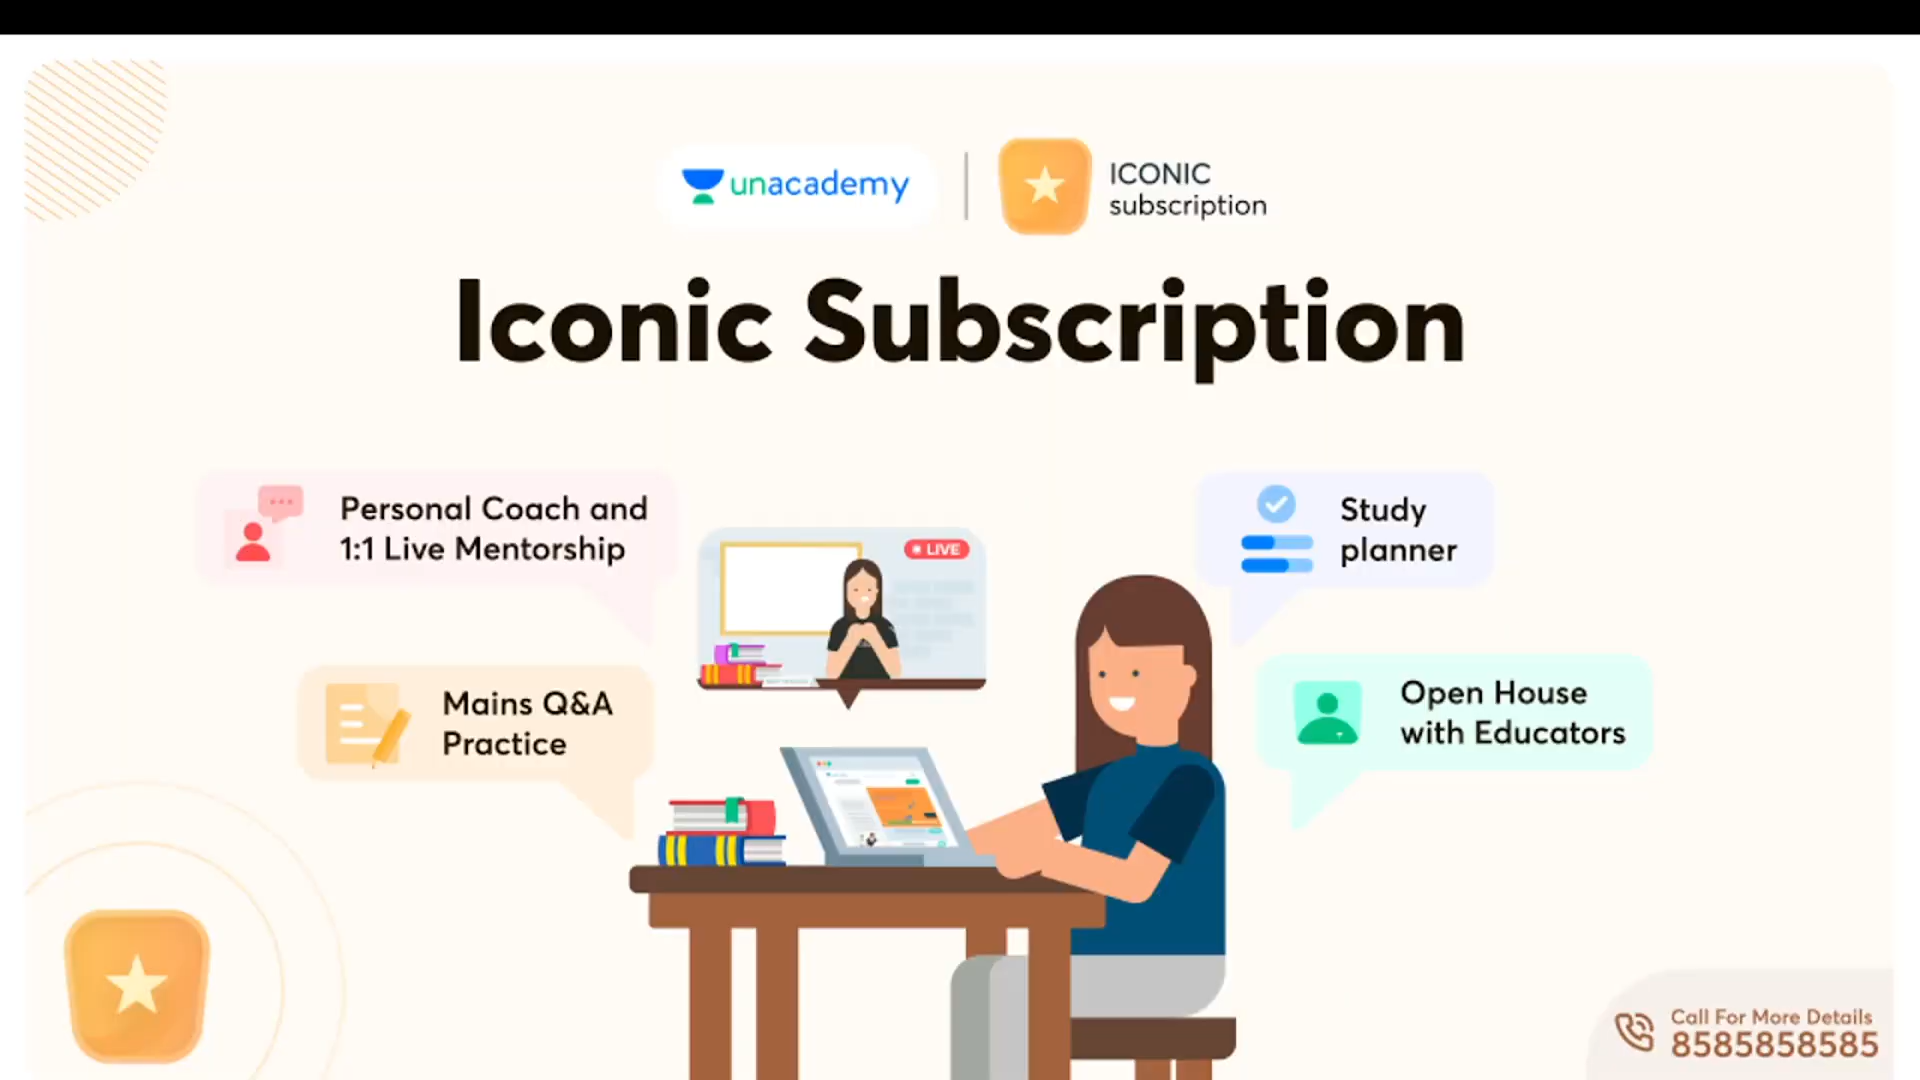 unacademy
ICONIC
subscription
Iconic Subscription
Personal Coach and
1:1 Live Mentorship
LIVE
Study
planner
Mains Q&A
Practice
Open House
with Educators
Call For More Details
8585858585